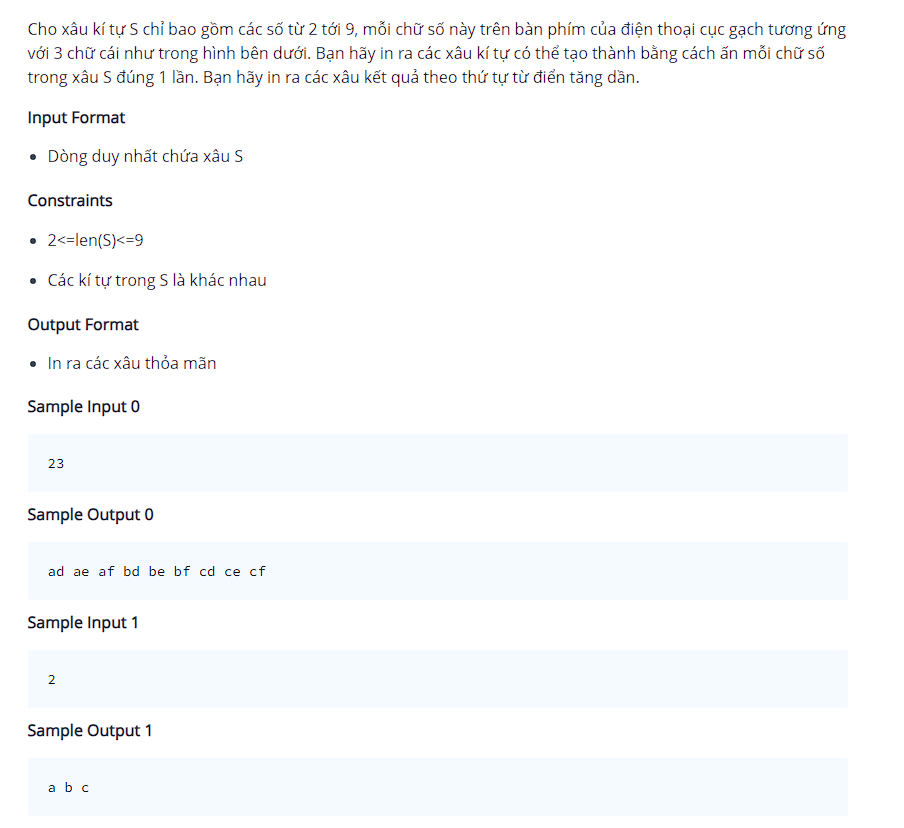 Cho xâu kí tự S chỉ bao gồm các số từ 2 tới 9, mỗi chữ số này trên bàn phím của điện thoại cục gạch tương ứng
với 3 chữ cái như trong hình bên dưới. Bạn hãy in ra các xâu kí tự có thể tạo thành bằng cách ấn mỗi chữ số
trong xâu S đúng 1 lần. Bạn hãy in ra các xâu kết quả theo thứ tự từ điển tăng dần.
Input Format
• Dòng duy nhất chứa xâu S
Constraints
• 2<=len(S)<=9
• Các kí tự trong S là khác nhau
Output Format
• In ra các xâu thỏa mãn
Sample Input 0
23
Sample Output 0
ad ae af bd be bf cd ce cf
Sample Input 1
2
Sample Output 1
a b c